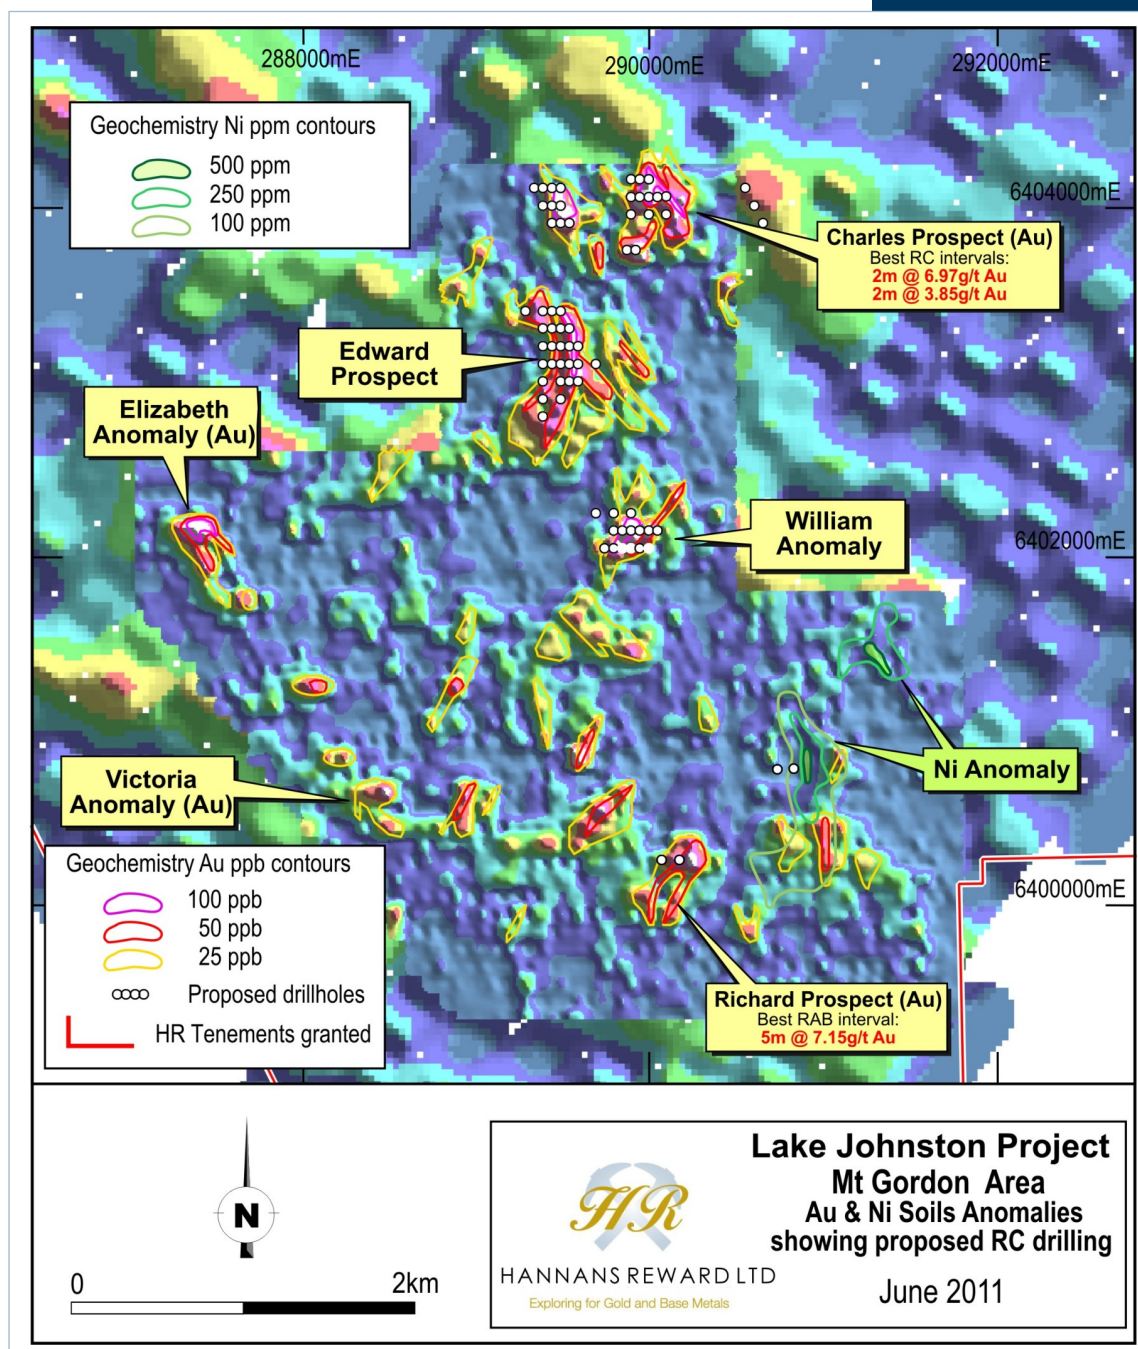 288000mE
290000mE
292000mE
Geochemistry Ni ppm contours
500 ppm
250 ppm
100 ppm
6404000mE
Charles Prospect (Au)
Best RC intervals:
2m @ 6.97g/t Au
2m @ 3.85g/t Au
Edward
Prospect
Elizabeth
Anomaly (Au)
William
Anomaly
6402000mE
Ni Anomaly
Victoria
Anomaly (Au)
Geochemistry Au ppb contours
100 ppb
50 ppb
25 ppb
Proposed drillholes
HR Tenements granted
6400000mE
Richard Prospect (Au)
Best RAB interval:
5m @ 7.15g/t Au
N
0
2km
HR
HANNANS REWARD LTD
Exploring for Gold and Base Metals
Lake Johnston Project
Mt Gordon Area
Au & Ni Soils Anomalies
showing proposed RC drilling
June 2011